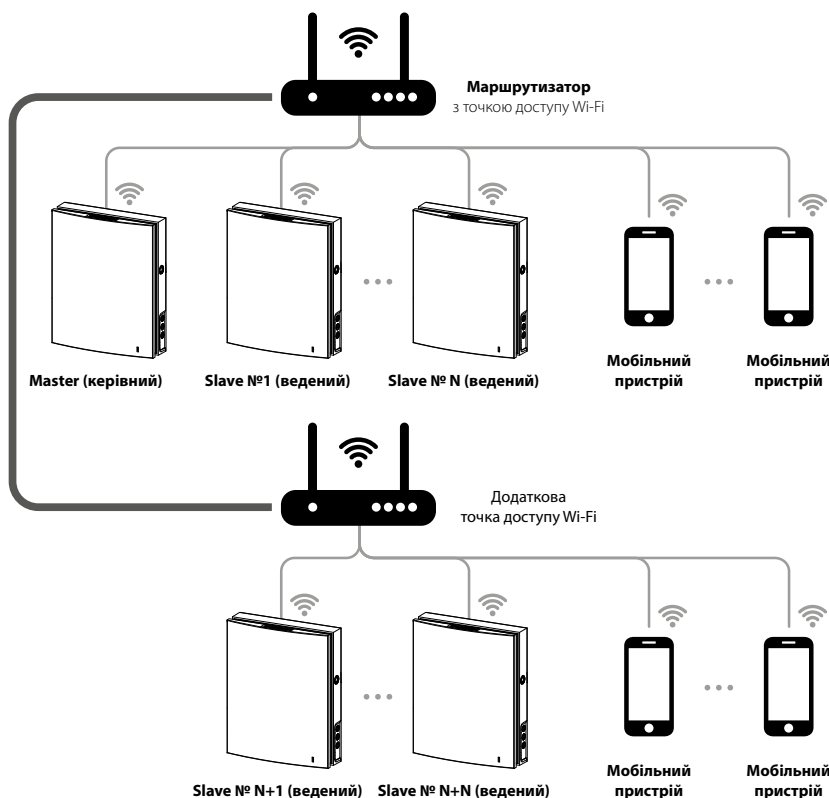 Маршрутизатор
з точкою доступу Wi-Fi
Master (керівний)
Slave №1 (ведений)
Slave № N (ведений)
Мобільний
пристрій
Мобільний
пристрій
Додаткова
точка доступу Wi-Fi
Slave № N+1 (ведений)
Slave № N+N (ведений)
Мобільний
пристрій
Мобільний
пристрій